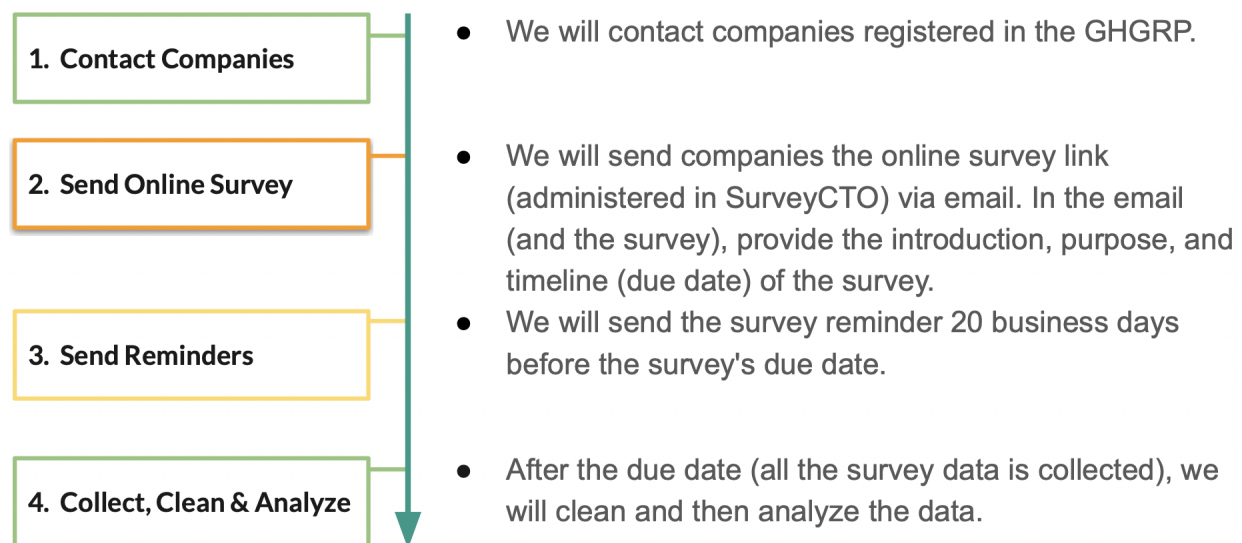 1. Contact Companies
● We will contact companies registered in the GHGRP.
2. Send Online Survey
● We will send companies the online survey link
(administered in SurveyCTO) via email. In the email
(and the survey), provide the introduction, purpose, and
timeline (due date) of the survey.
3. Send Reminders
● We will send the survey reminder 20 business days
before the survey's due date.
4. Collect, Clean & Analyze
● After the due date (all the survey data is collected), we
will clean and then analyze the data.